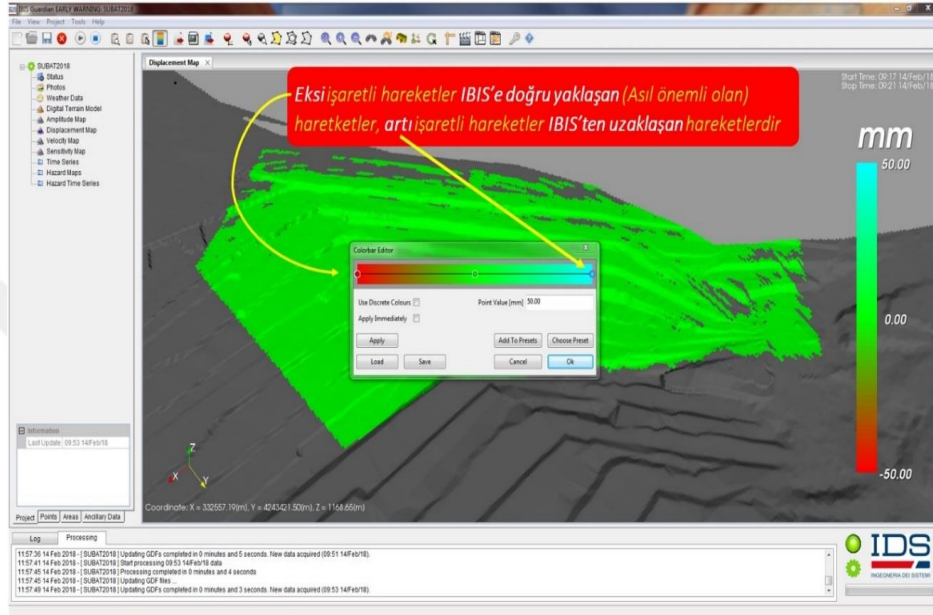 IBIS Guardian EARLY WARNING: SUBAT2018
File View Project Tools Help
SUBAT2018
Status
Photos
Weather Data
Digital Terrain Model
Amplitude Map
Displacement Map
Velocity Map
Sensitivity Map
Time Series
Hazard Maps
Hazard Time Series
Displacement Map
Start Time: 09:17 14/Feb/18
Stop Time: 09:21 14/Feb/18
Eksi işaretli hareketler IBIS'e doğru yaklaşan (Asıl önemli olan)
haretketler, artı işaretli hareketler IBIS'ten uzaklaşan hareketlerdir
mm
50.00
0.00
-50.00
Colorbar Editor
Use Discrete Colours
Point Value [mm] 50.00
Apply Immediately
Apply
Add To Presets
Choose Preset
Load
Save
Cancel
Ok
Z
X
Y
Coordinate: X = 332557.19(m), Y = 4243421.50(m), Z = 1168.65(m)
Information
Last Update 09:53 14/Feb/18
Project Points Areas Ancillary Data
Log Processing
11:57:36 14 Feb 2018 - [ SUBAT2018 ] Updating GDFs completed in 0 minutes and 5 seconds. New data acquired (09:51 14/Feb/18).
11:57:41 14 Feb 2018 - [ SUBAT2018 ] Start processing 09:53 14/Feb/18 data
11:57:45 14 Feb 2018 - [ SUBAT2018 ] Processing completed in 0 minutes and 4 seconds
11:57:45 14 Feb 2018 - [ SUBAT2018 ] Updating GDF files ...
11:57:49 14 Feb 2018 - [ SUBAT2018 ] Updating GDFs completed in 0 minutes and 3 seconds. New data acquired (09:53 14/Feb/18).
IDS
INGEGNERIA DEI SISTEMI